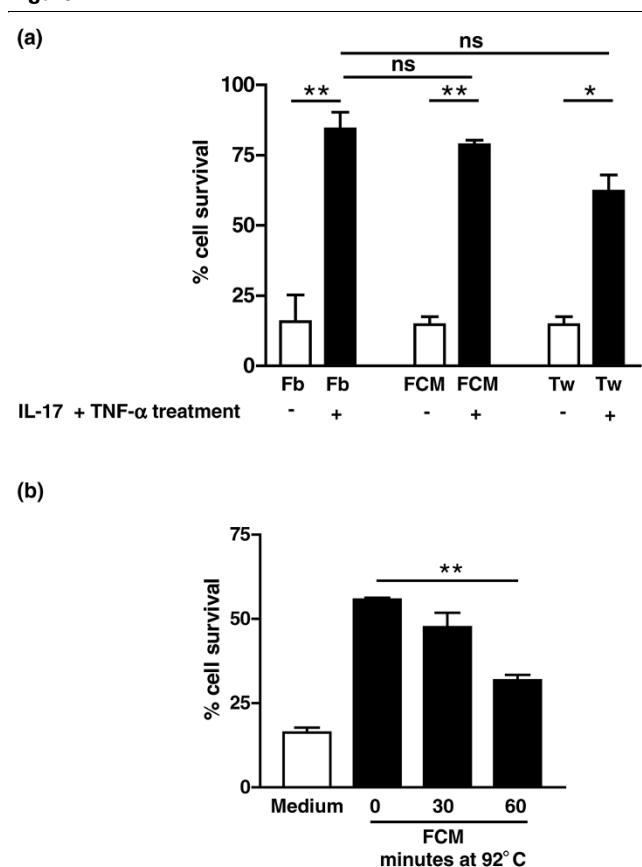 (a)
ns
ns
** ** *
100
75
50
25
0
% cell survival
Fb Fb FCM FCM Tw Tw
IL-17 + TNF-α treatment - + - + - +
(b)
75
**
50
25
0
% cell survival
Medium 0 30 60
FCM
minutes at 92°C